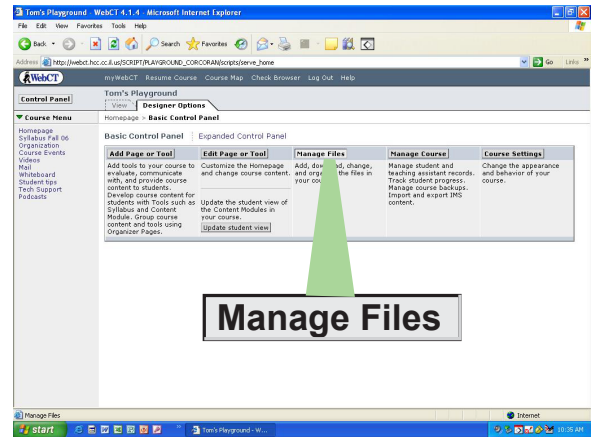 Tom's Playground - WebCT 4.1.4 - Microsoft Internet Explorer
File Edit View Favorites Tools Help
Back Search Favorites
Address http://webct.hcc.cc.il.us/SCRIPT/PLAYGROUND_CORCORAN/scripts/serve_home Go Links »
WebCT myWebCT Resume Course Course Map Check Browser Log Out Help
Control Panel
Tom's Playground
View Designer Options
Course Menu
Homepage > Basic Control Panel
Homepage
Syllabus Fall 06
Organization
Course Events
Videos
Mail
Whiteboard
Student tips
Tech Support
Podcasts
Basic Control Panel Expanded Control Panel
Add Page or Tool
Add tools to your course to
evaluate, communicate
with, and provide course
content to students.
Develop course content for
students with Tools such as
Syllabus and Content
Module. Group course
content and tools using
Organizer Pages.
Edit Page or Tool
Customize the Homepage
and change course content.
Update the student view of
the Content Modules in
your course.
Update student view
Manage Files
Add, download, change,
and organize the files in
your course.
Manage Course
Manage student and
teaching assistant records.
Track student progress.
Manage course backups.
Import and export IMS
content.
Course Settings
Change the appearance
and behavior of your
course.
Manage Files
Manage Files Internet
start Tom's Playground - W... 10:35 AM